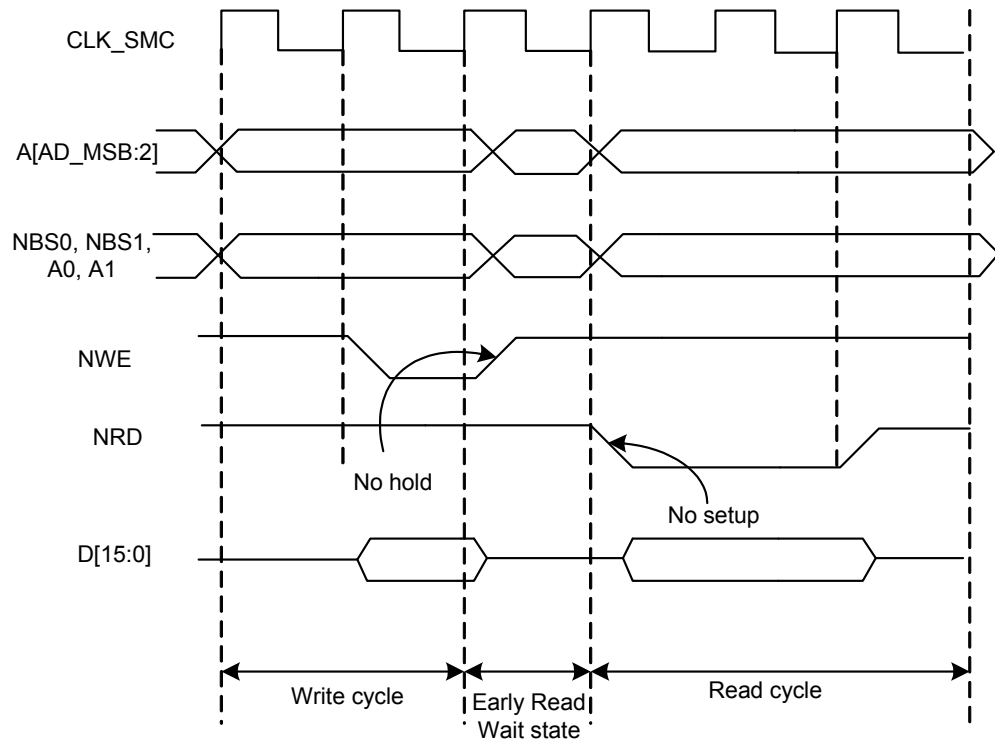 CLK_SMC
A[AD_MSB:2]
NBS0, NBS1,
A0, A1
NWE
NRD
No hold
No setup
D[15:0]
Write cycle
Early Read
Wait state
Read cycle